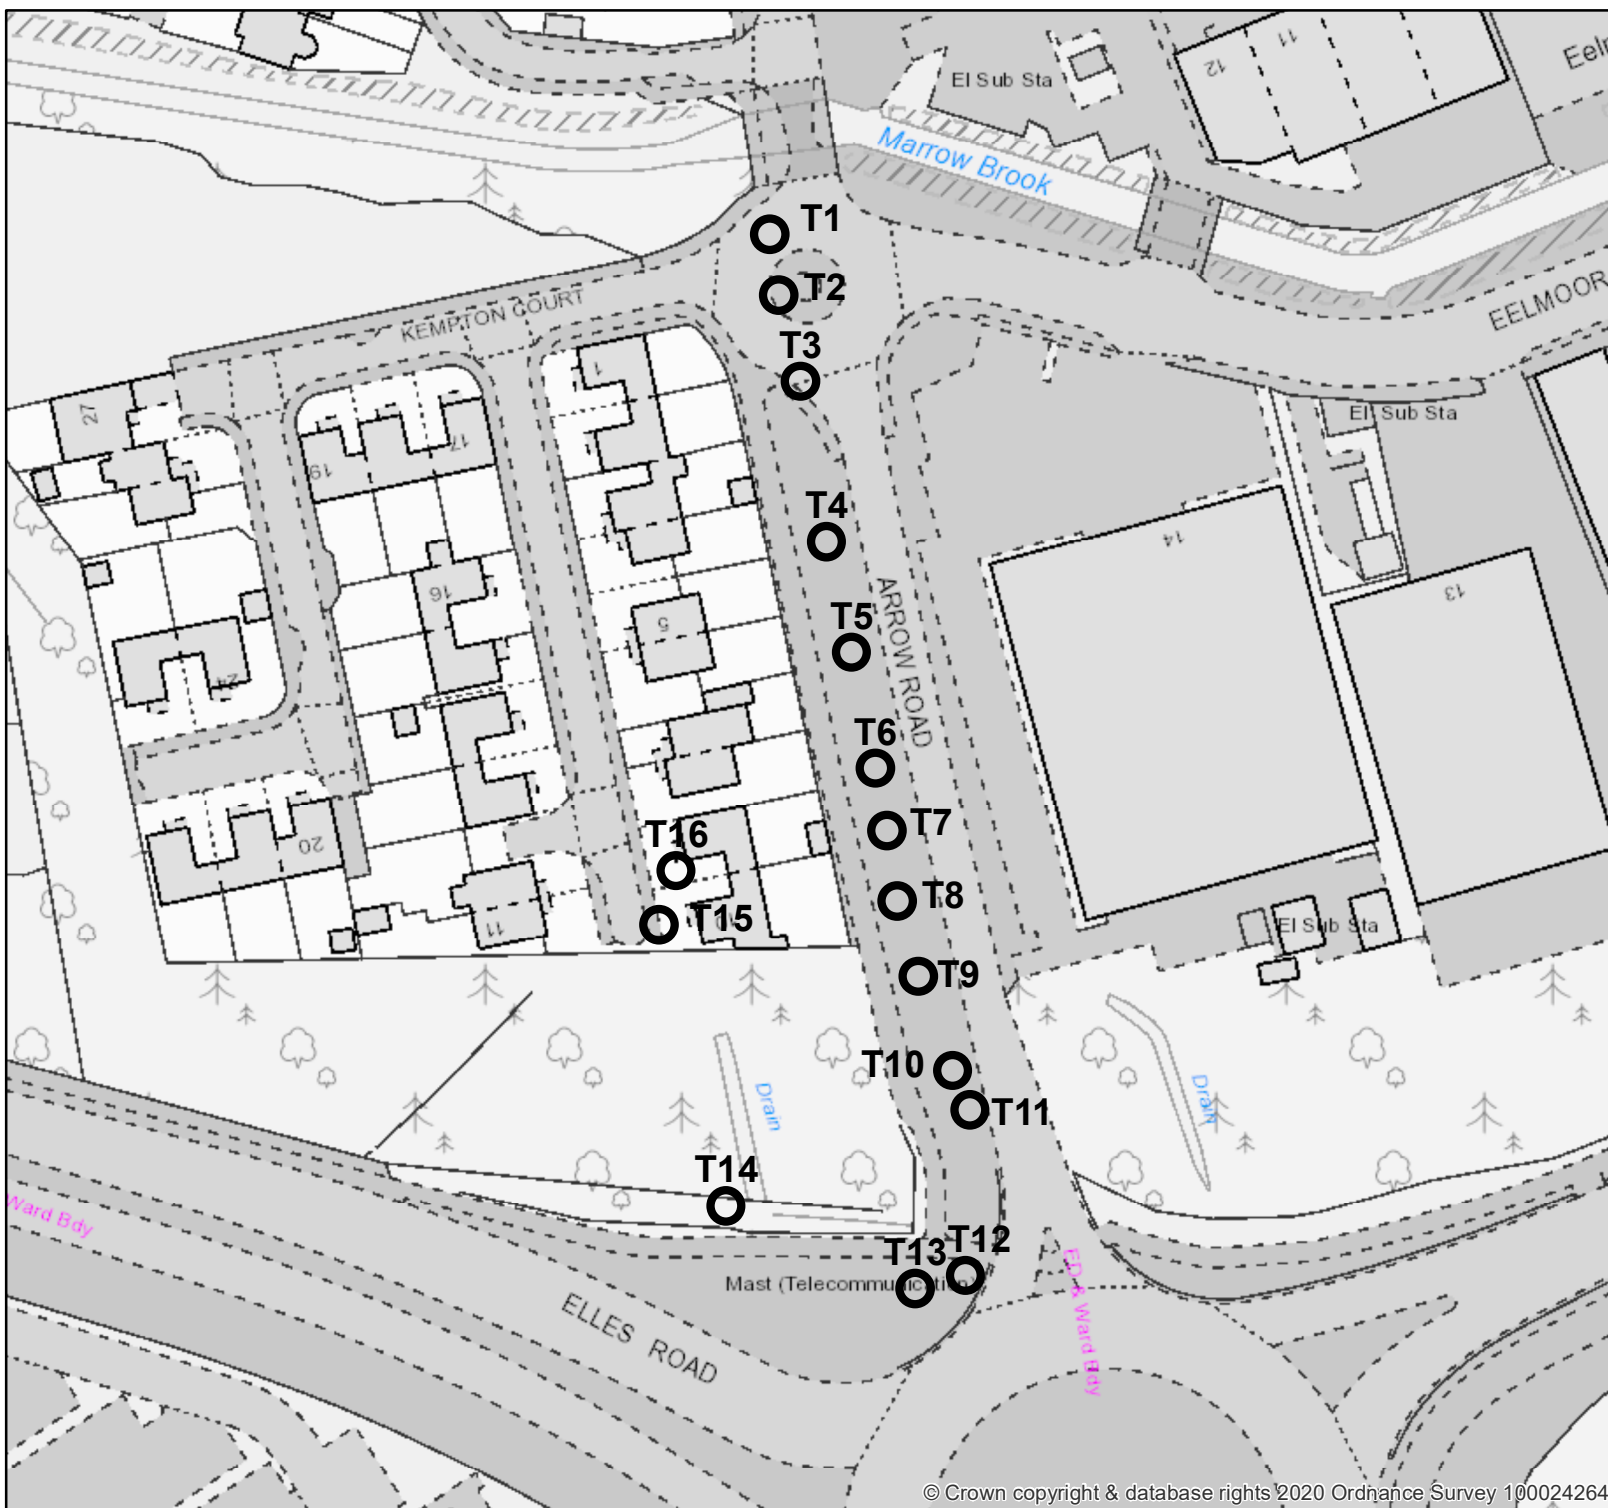 11
12
Eelm
El Sub Sta
Marrow Brook
T1
T2
KEMPTON COURT
EELMOOR
T3
1
27
El Sub Sta
17
19
T4
14
13
16
ARROW ROAD
T5
5
24
T6
T7
20
T16
T8
T15
11
El Sub Sta
T9
T10
T11
Drain
Drain
T14
Ward Bdy
T12
T13
Mast (Telecommunication)
ED & Ward Bdy
ELLES ROAD
© Crown copyright & database rights 2020 Ordnance Survey 100024264